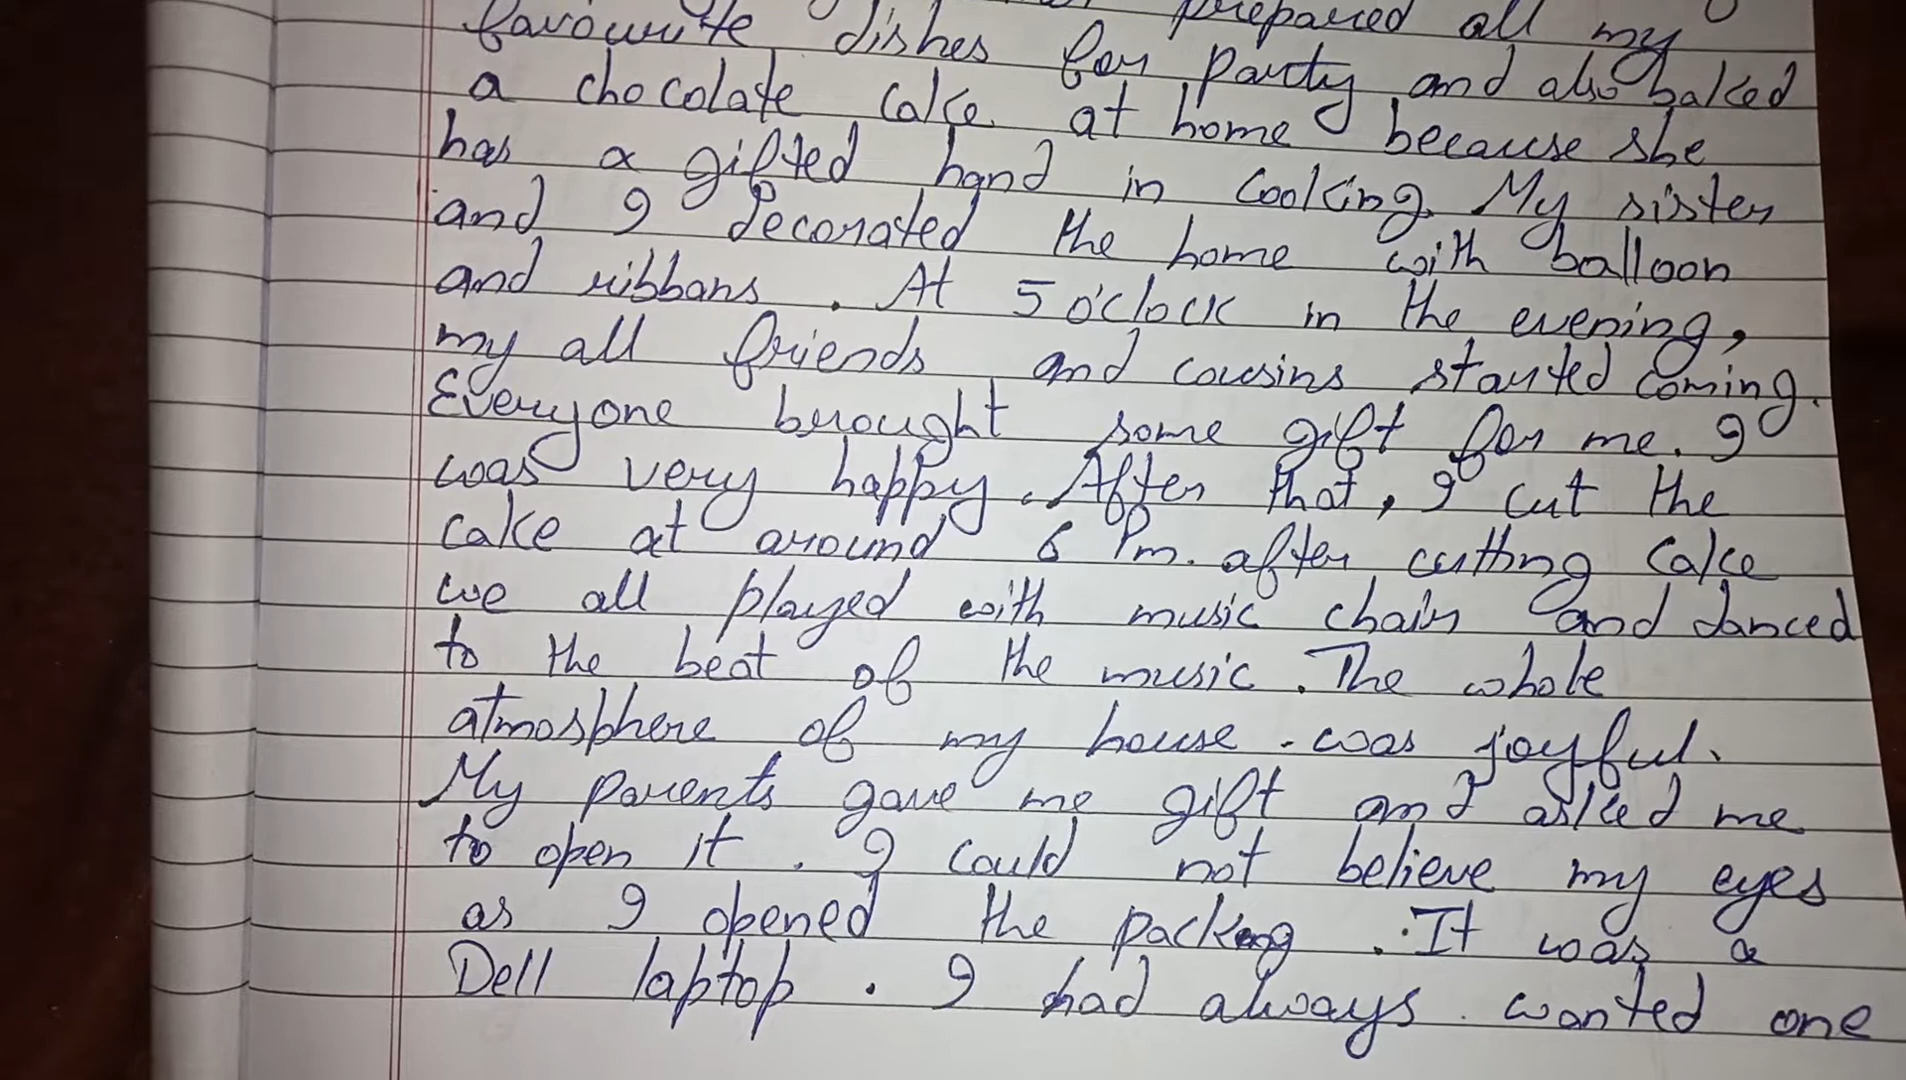 prepared all my
favourite dishes for party and also baked
a chocolate cake at home because she
has a gifted hand in cooking. My sister
and I decorated the home with balloon
and ribbans. At 5 o'clock in the evening,
my all friends and cousins started coming.
Everyone brought some gift for me. I
was very happy. After that, I cut the
cake at around 6 Pm. after cutting cake
we all played with music chair and danced
to the beat of the music. The whole
atmosphere of my house. was joyful.
My parents gave me gift and asked me
to open it. I could not believe my eyes
as I opened the packing. It was a
Dell laptop. I had always wanted one